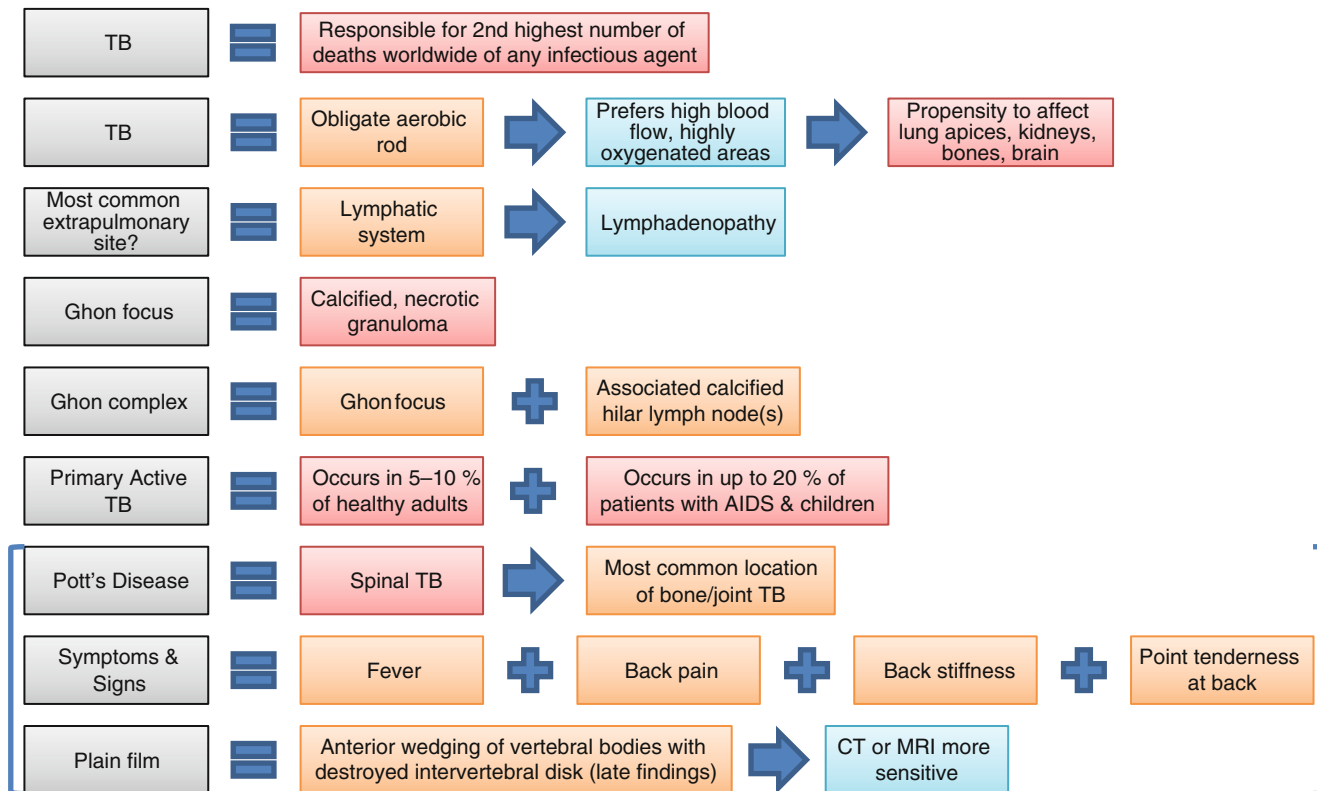 TB
Responsible for 2nd highest number of
deaths worldwide of any infectious agent
TB
Obligate aerobic
rod
Prefers high blood
flow, highly
oxygenated areas
Propensity to affect
lung apices, kidneys,
bones, brain
Most common
extrapulmonary
site?
Lymphatic
system
Lymphadenopathy
Ghon focus
Calcified, necrotic
granuloma
Ghon complex
Ghon focus
Associated calcified
hilar lymph node(s)
Primary Active
TB
Occurs in 5–10 %
of healthy adults
Occurs in up to 20 % of
patients with AIDS & children
Pott's Disease
Spinal TB
Most common location
of bone/joint TB
Symptoms &
Signs
Fever
Back pain
Back stiffness
Point tenderness
at back
Plain film
Anterior wedging of vertebral bodies with
destroyed intervertebral disk (late findings)
CT or MRI more
sensitive